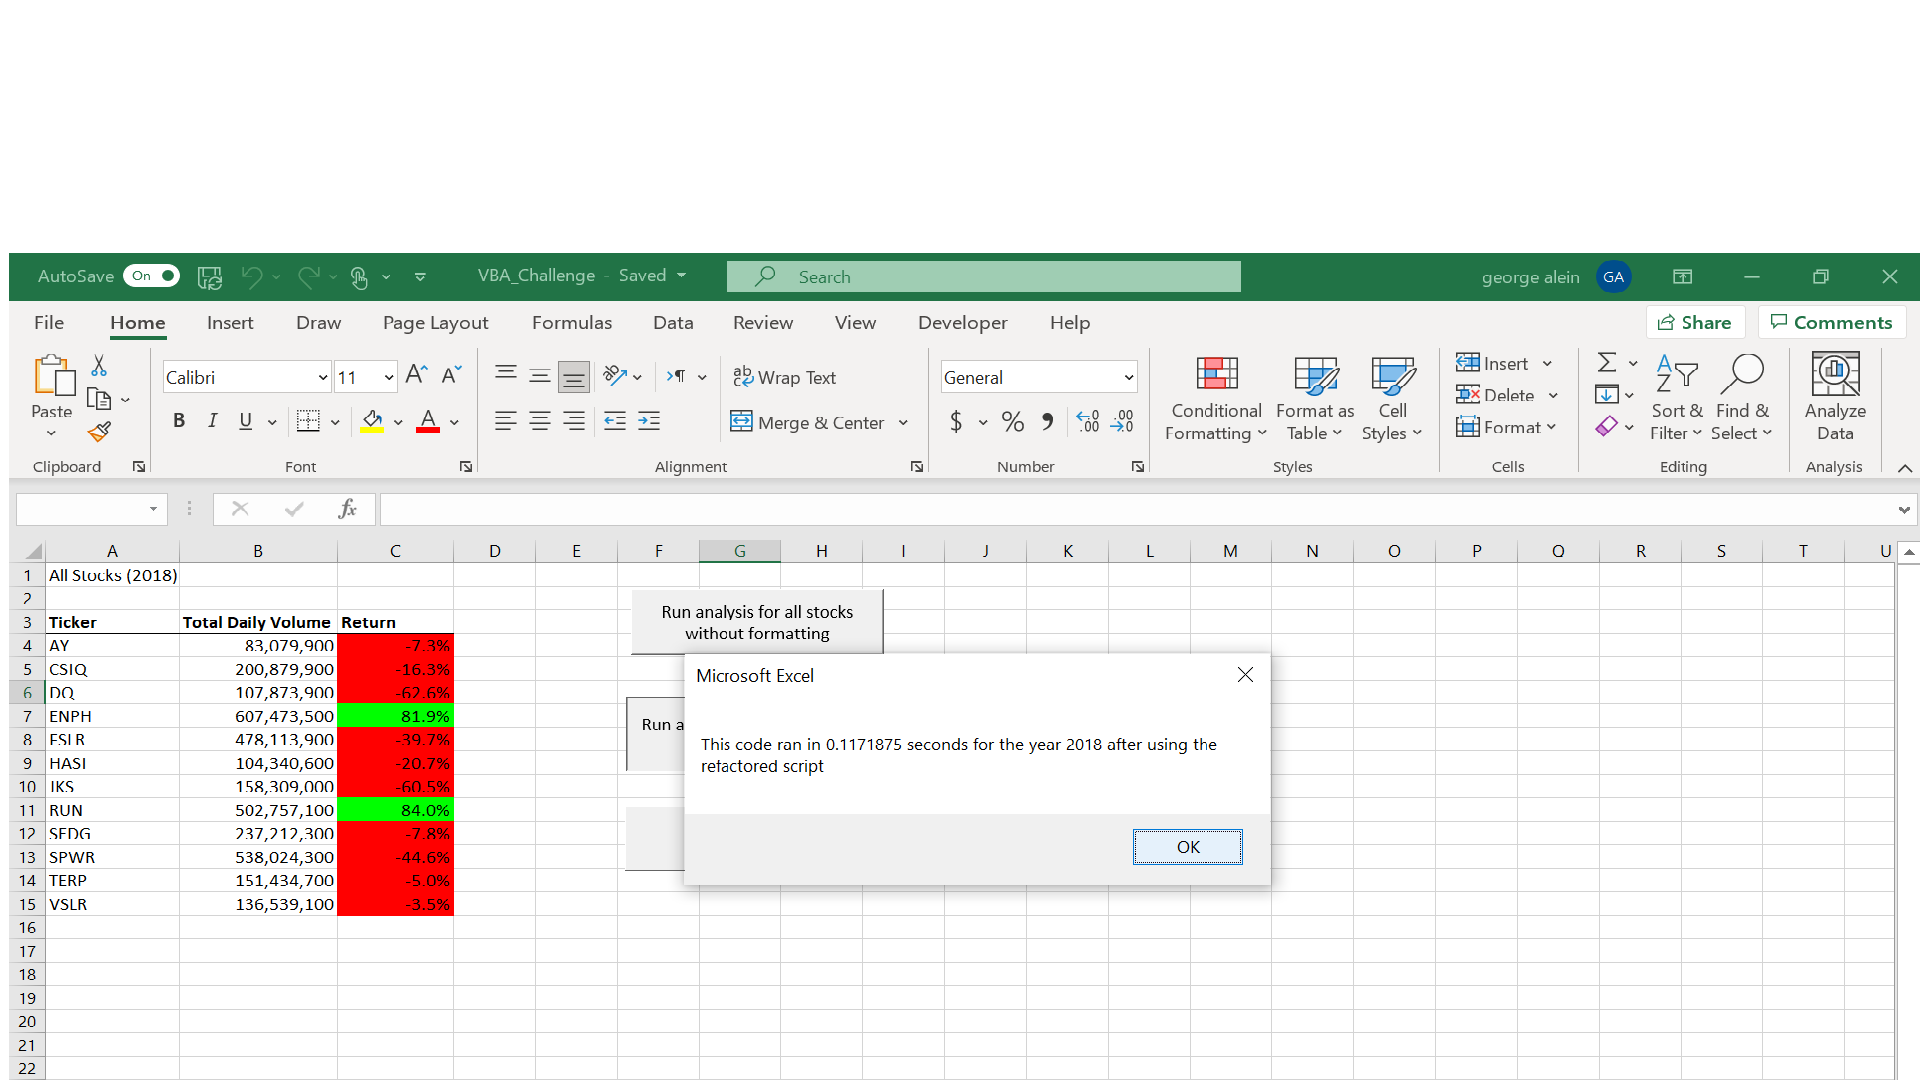 AutoSave On VBA_Challenge - Saved Search george alein GA
File Home Insert Draw Page Layout Formulas Data Review View Developer Help Share Comments
Paste
Calibri 11
B I U A
Wrap Text
Merge & Center
General
$ %
Conditional Formatting
Format as Table
Cell Styles
Insert
Delete
Format
Sort & Filter
Find & Select
Analyze Data
Clipboard Font Alignment Number Styles Cells Editing Analysis
fx
A B C D E F G H I J K L M N O P Q R S T U
1 All Stocks (2018)
2
Run analysis for all stocks
without formatting
3 Ticker Total Daily Volume Return
4 AY 83,079,900 -7.3%
5 CSIQ 200,879,900 -16.3%
6 DQ 107,873,900 -62.6%
7 ENPH 607,473,500 81.9%
8 FSLR 478,113,900 -39.7%
9 HASI 104,340,600 -20.7%
10 JKS 158,309,000 -60.5%
11 RUN 502,757,100 84.0%
12 SEDG 237,212,300 -7.8%
13 SPWR 538,024,300 -44.6%
14 TERP 151,434,700 -5.0%
15 VSLR 136,539,100 -3.5%
16
17
18
19
20
21
22
Run a
Microsoft Excel
This code ran in 0.1171875 seconds for the year 2018 after using the
refactored script
OK